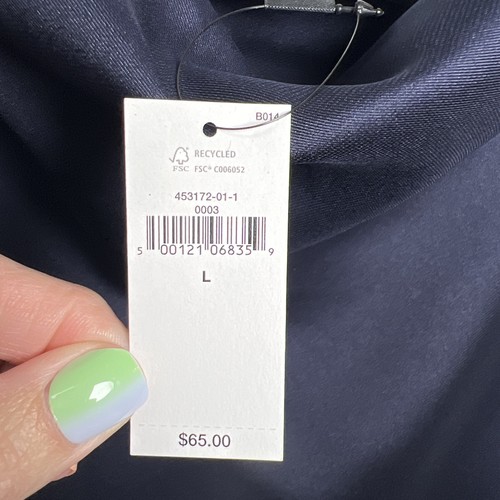 B014
RECYCLED
FSC FSC® C006052
453172-01-1
0003
5 00121 06835 9
L
$65.00